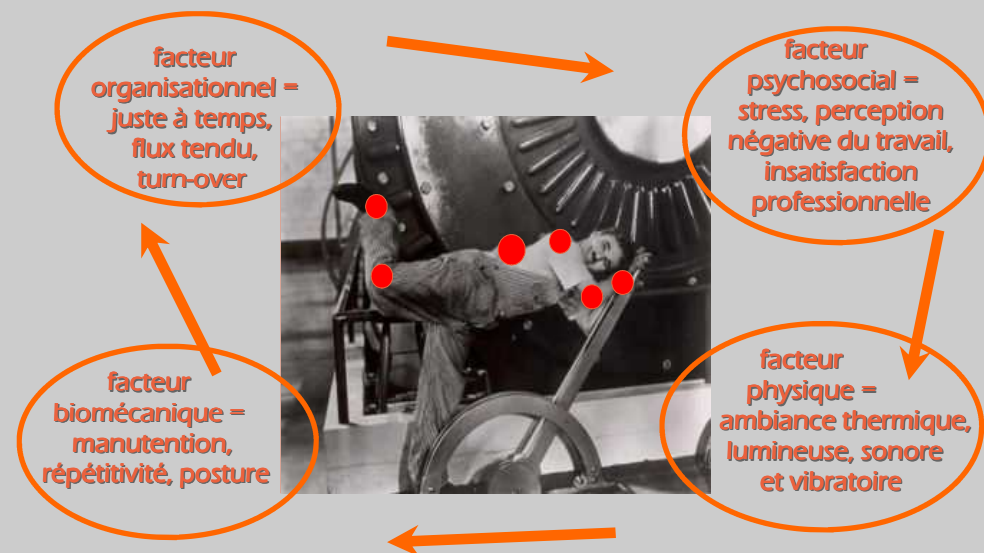 facteur
organisationnel =
juste à temps,
flux tendu,
turn-over
facteur
psychosocial =
stress, perception
négative du travail,
insatisfaction
professionnelle
facteur
biomécanique =
manutention,
répétitivité, posture
facteur
physique =
ambiance thermique,
lumineuse, sonore
et vibratoire